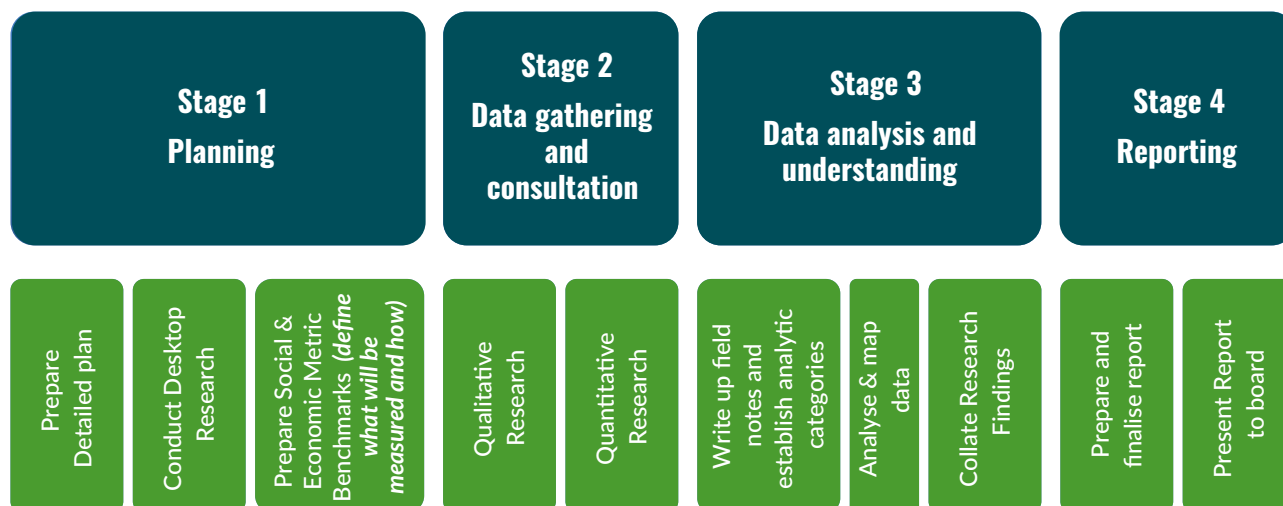 Stage 1
Planning
Stage 2
Data gathering
and
consultation
Stage 3
Data analysis and
understanding
Stage 4
Reporting
Prepare
Detailed plan
Conduct Desktop
Research
Prepare Social &
Economic Metric
Benchmarks (define
what will be
measured and how)
Qualitative
Research
Quantitative
Research
Write up field
notes and
establish analytic
categories
Analyse & map
data
Collate Research
Findings
Prepare and
finalise report
Present Report
to board